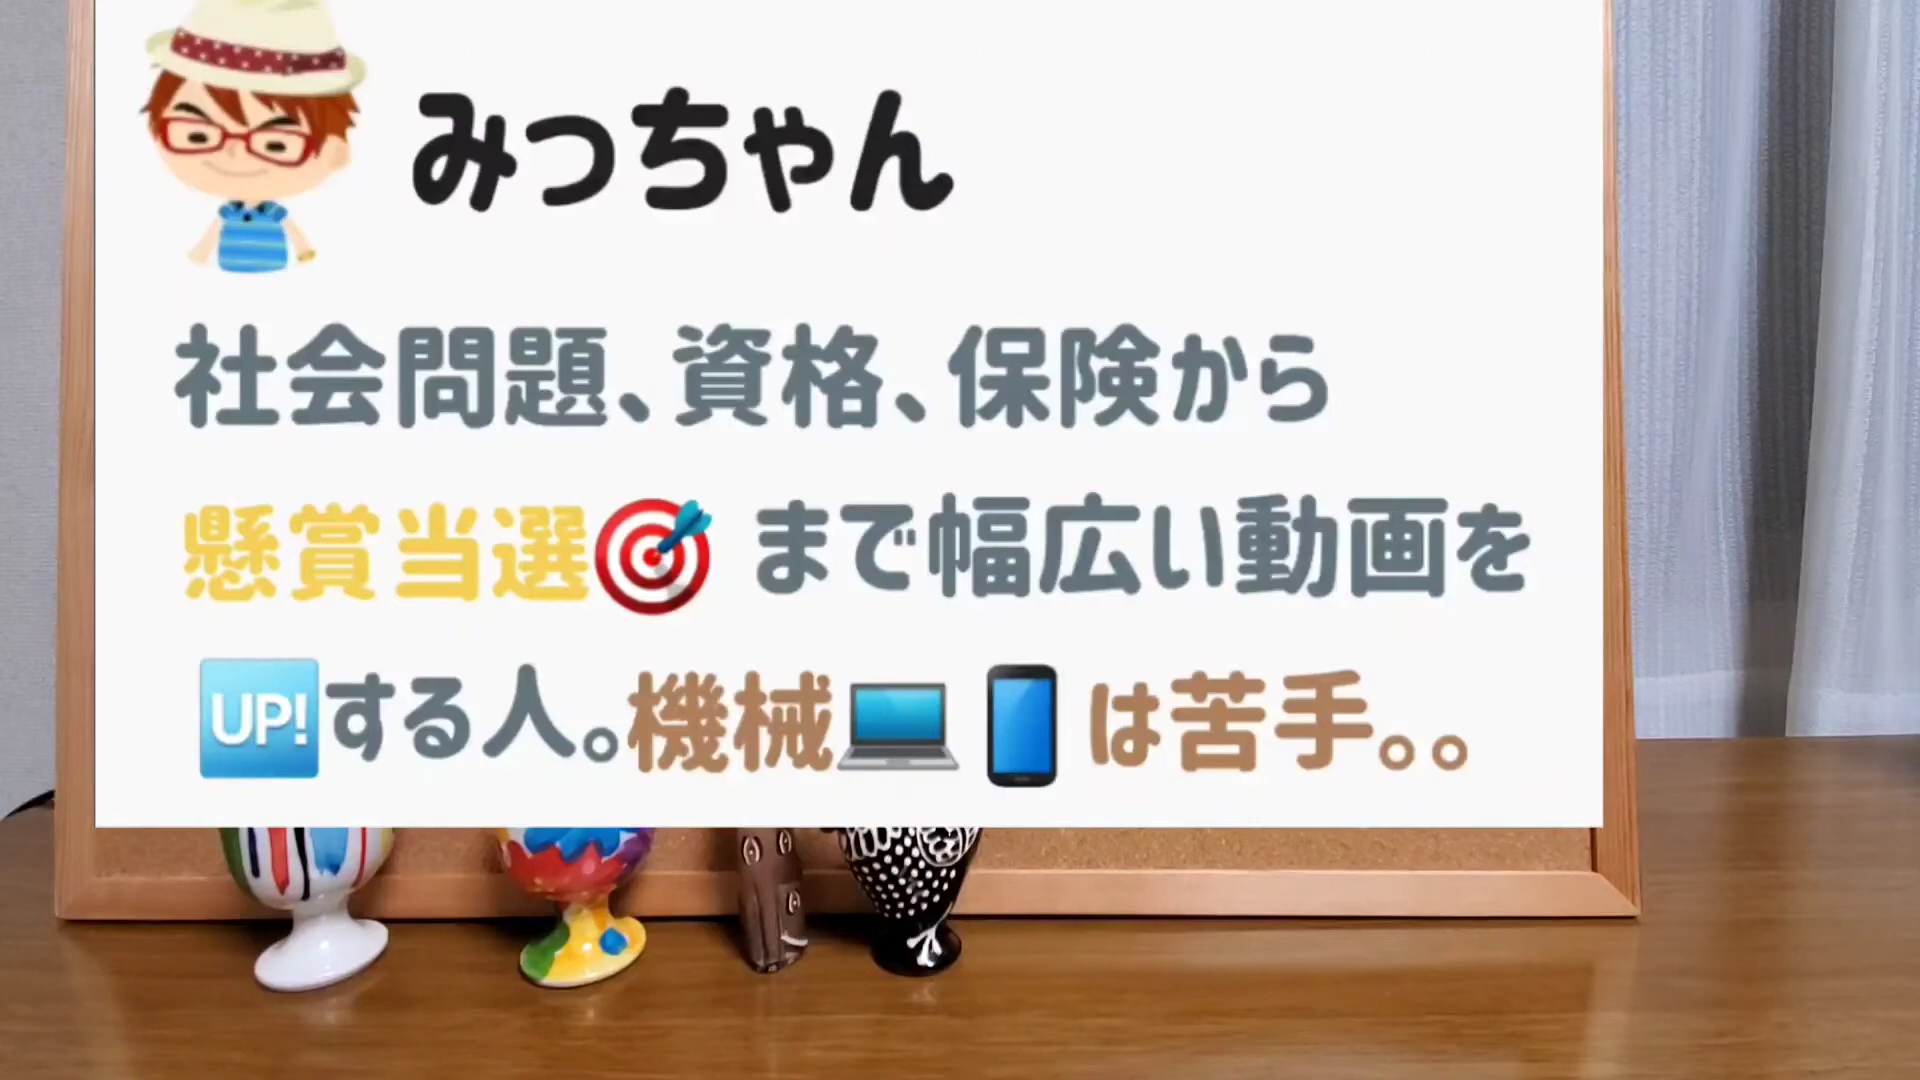 みっちゃん
社会問題、資格、保険から
懸賞当選🎯 まで幅広い動画を
UP!する人。機械💻📱は苦手。。